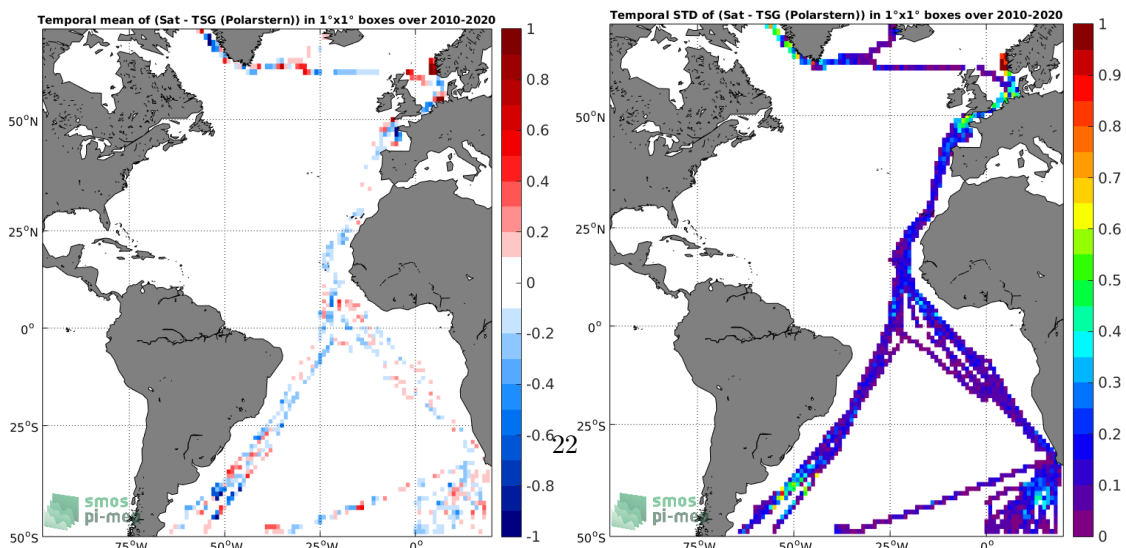 Temporal mean of (Sat - TSG (Polarstern)) in 1°x1° boxes over 2010-2020
50°N
25°N
0°
25°S
50°S
75°W
50°W
25°W
0°
1
0.8
0.6
0.4
0.2
0
-0.2
-0.4
-0.6
-0.8
-1
smos
pi-mep
22
Temporal STD of (Sat - TSG (Polarstern)) in 1°x1° boxes over 2010-2020
50°N
25°N
0°
25°S
50°S
75°W
50°W
25°W
0°
1
0.9
0.8
0.7
0.6
0.5
0.4
0.3
0.2
0.1
0
smos
pi-mep